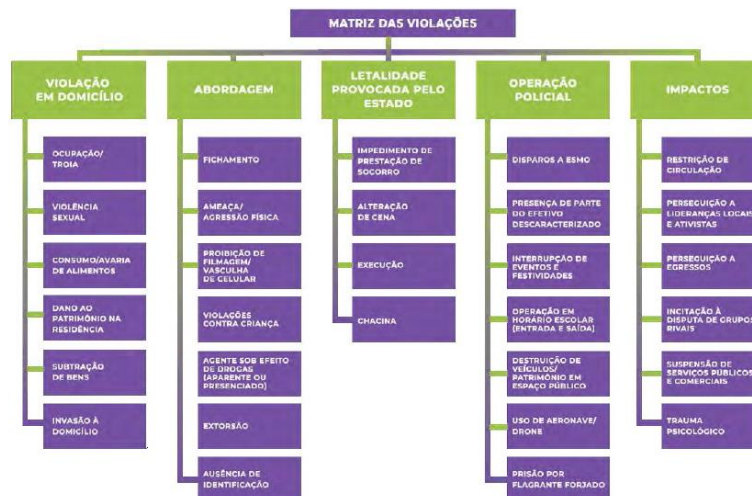 MATRIZ DAS VIOLAÇÕES
VIOLAÇÃO
EM DOMICÍLIO
OCUPAÇÃO/
TROIA
VIOLÊNCIA
SEXUAL
CONSUMO/AVARIA
DE ALIMENTOS
DANO AO
PATRIMÔNIO NA
RESIDÊNCIA
SUBTRAÇÃO
DE BENS
INVASÃO À
DOMICÍLIO
ABORDAGEM
FICHAMENTO
AMEAÇA/
AGRESSÃO FÍSICA
PROIBIÇÃO DE
FILMAGEM/
VASCULHA
DE CELULAR
VIOLAÇÕES
CONTRA CRIANÇA
AGENTE SOB EFEITO
DE DROGAS
(APARENTE OU
PRESENCIADO)
EXTORSÃO
AUSÊNCIA DE
IDENTIFICAÇÃO
LETALIDADE
PROVOCADA PELO
ESTADO
IMPEDIMENTO DE
PRESTAÇÃO DE
SOCORRO
ALTERAÇÃO
DE CENA
EXECUÇÃO
CHACINA
OPERAÇÃO
POLICIAL
DISPAROS A ESMO
PRESENÇA DE PARTE
DO EFETIVO
DESCARACTERIZADO
INTERRUPÇÃO DE
EVENTOS E
FESTIVIDADES
OPERAÇÃO EM
HORÁRIO ESCOLAR
(ENTRADA E SAÍDA)
DESTRUIÇÃO DE
VEÍCULOS/
PATRIMÔNIO EM
ESPAÇO PÚBLICO
USO DE AERONAVE/
DRONE
PRISÃO POR
FLAGRANTE FORJADO
IMPACTOS
RESTRIÇÃO DE
CIRCULAÇÃO
PERSEGUIÇÃO A
LIDERANÇAS LOCAIS
E ATIVISTAS
PERSEGUIÇÃO A
EGRESSOS
INCITAÇÃO À
DISPUTA DE GRUPOS
RIVAIS
SUSPENSÃO DE
SERVIÇOS PÚBLICOS
E COMERCIAIS
TRAUMA
PSICOLÓGICO